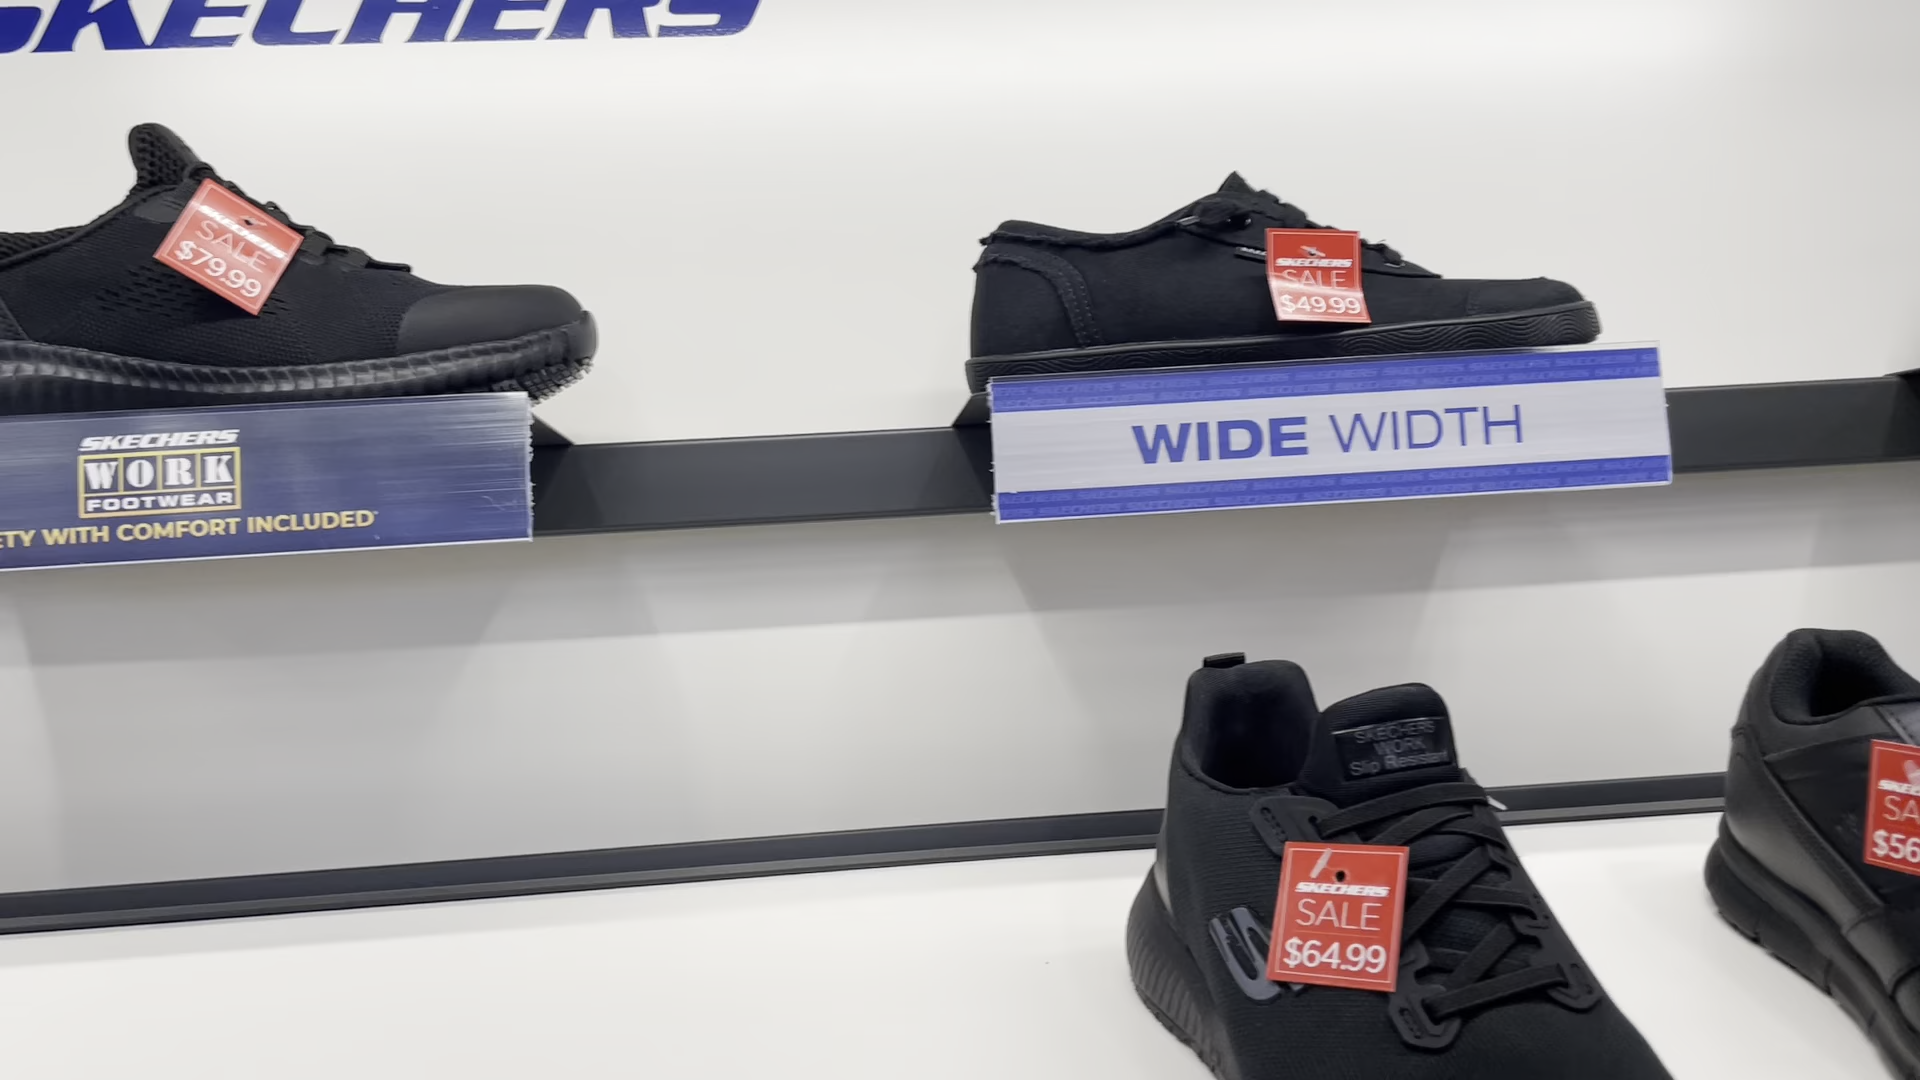 SKECHERS
SKECHERS
SALE
$79.99
SKECHERS
SALE
$49.99
SKECHERS
WORK
FOOTWEAR
ETY WITH COMFORT INCLUDED*
WIDE WIDTH
SKECHERS
WORK
Slip Resistant
SKECHERS
SALE
$64.99
SKEC
SA
$56